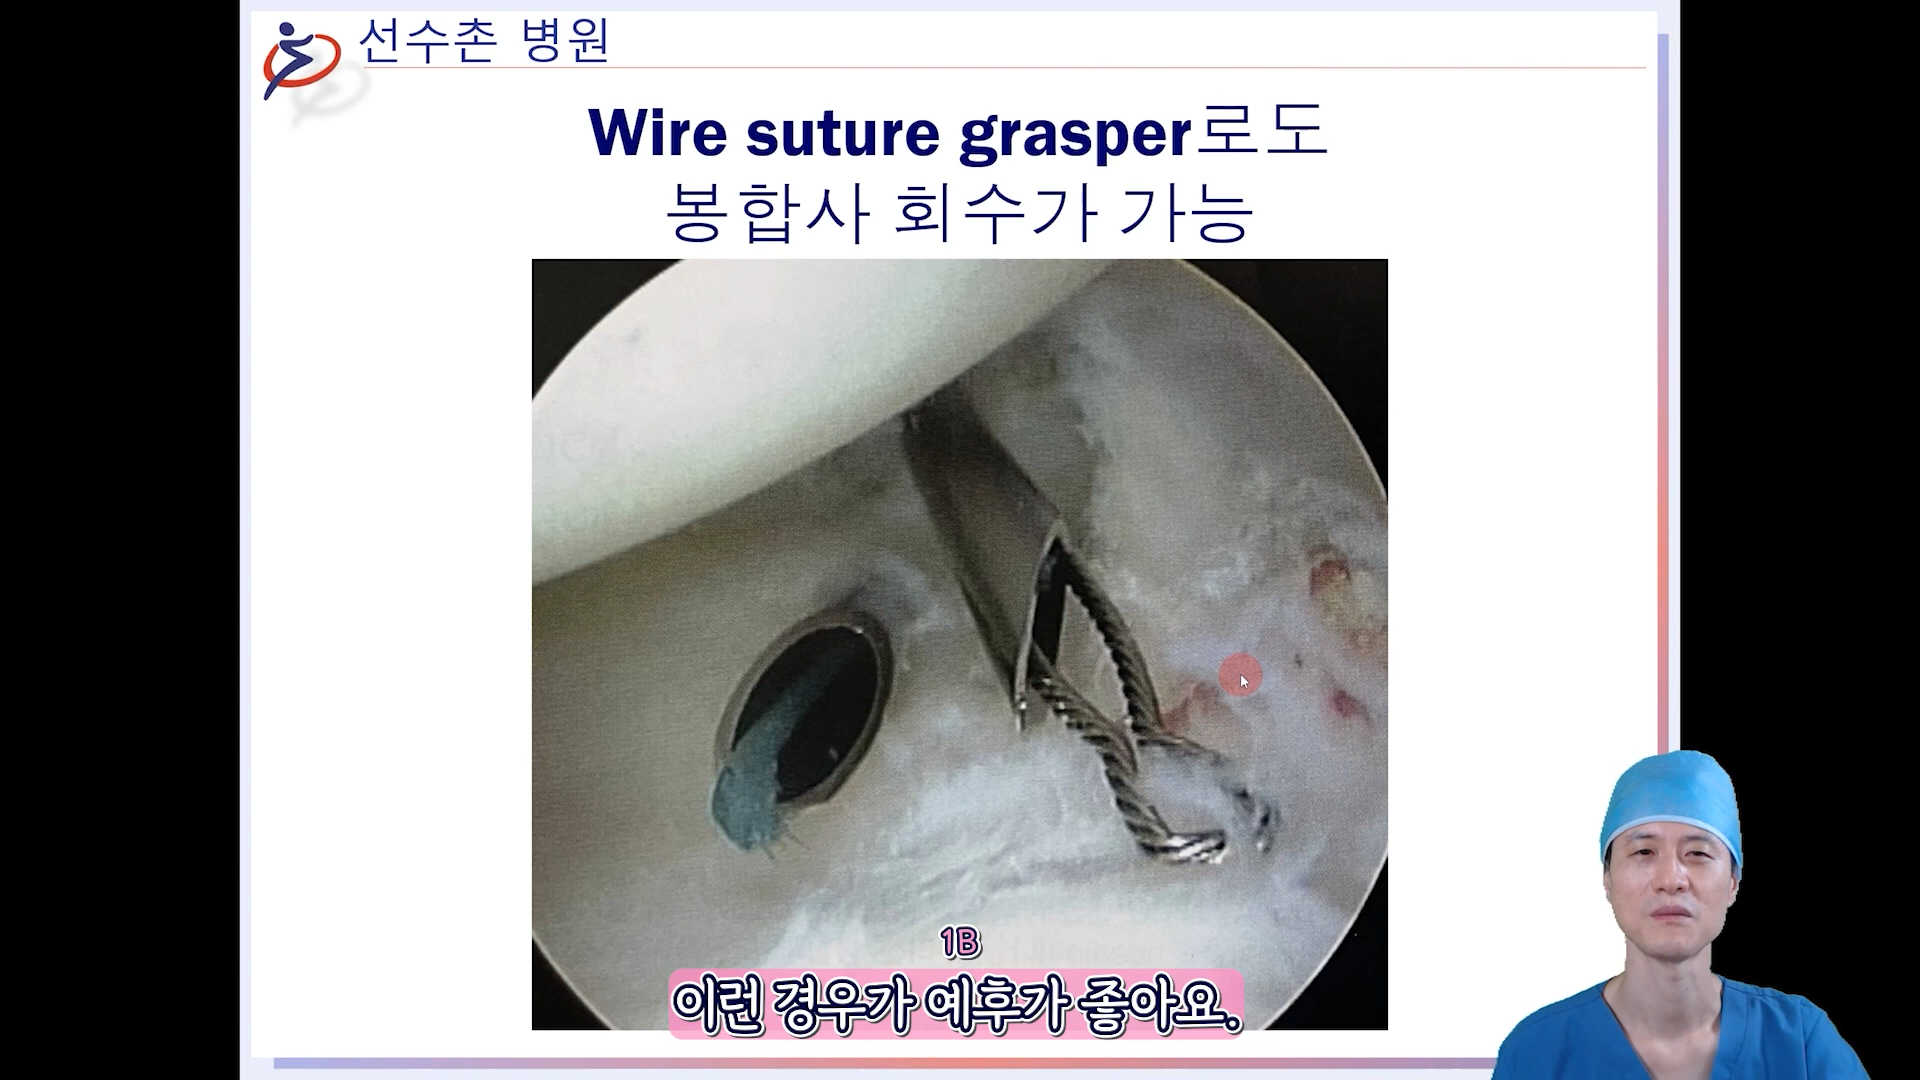 선수촌 병원
Wire suture grasper로도
봉합사 회수가 가능
1B
이런 경우가 예후가 좋아요.